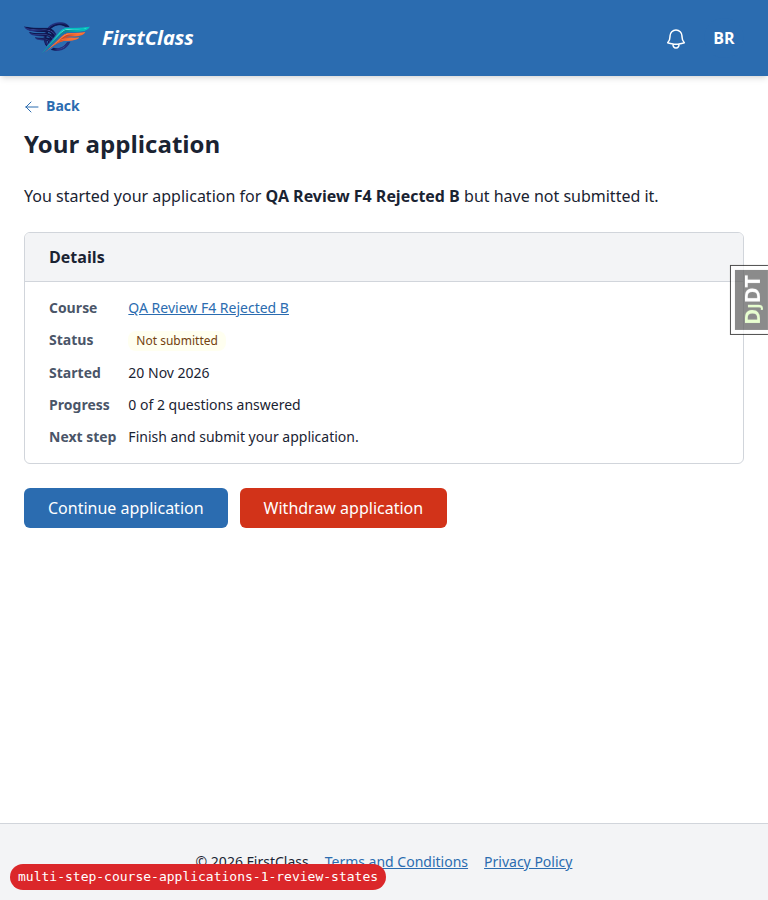 FirstClass
BR
Back
Your application
You started your application for QA Review F4 Rejected B but have not submitted it.
Details
Course QA Review F4 Rejected B
Status Not submitted
Started 20 Nov 2026
Progress 0 of 2 questions answered
Next step Finish and submit your application.
DjDT
Continue application Withdraw application
© 2026 FirstClass Terms and Conditions Privacy Policy
multi-step-course-applications-1-review-states